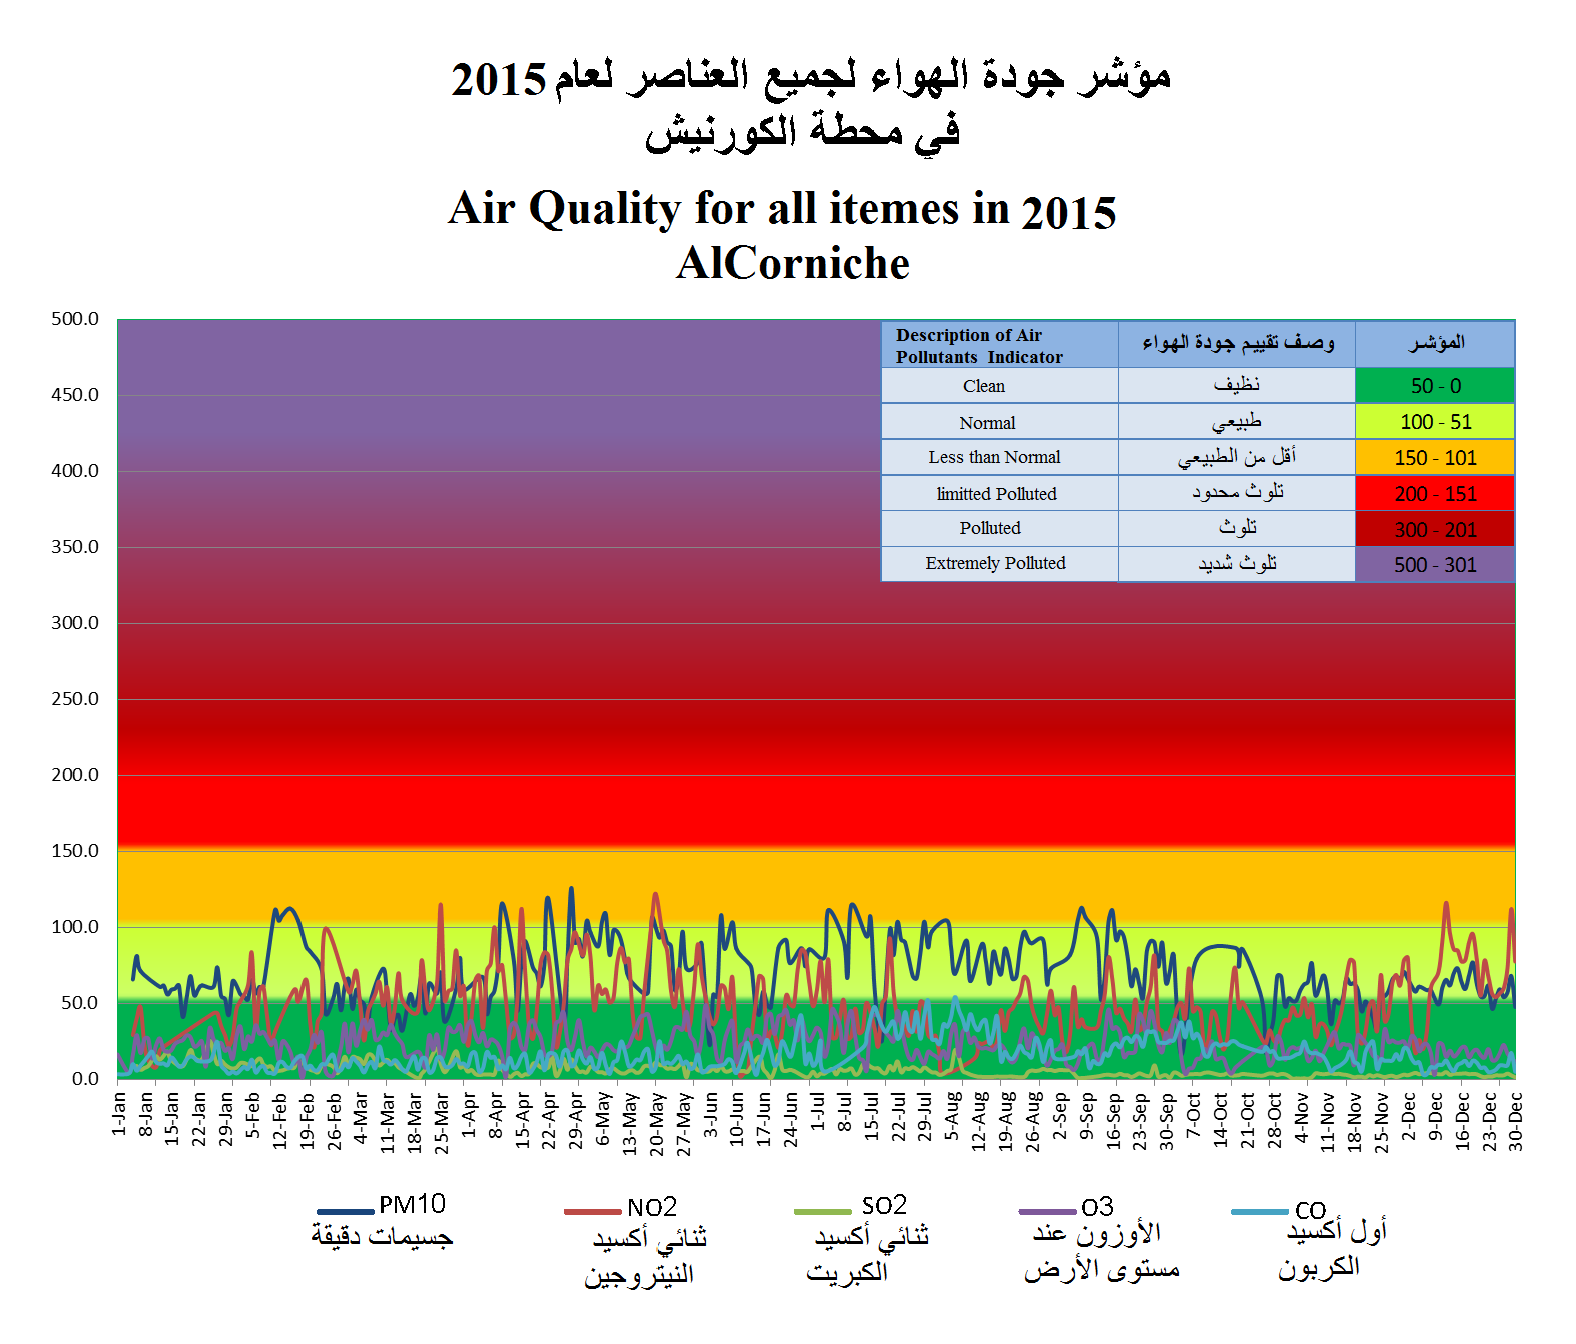 مؤشر جودة الهواء لجميع العناصر لعام 2015
في محطة الكورنيش
Air Quality for all itemes in 2015
AlCorniche
Description of Air Pollutants Indicator وصف تقييم جودة الهواء المؤشر
Clean نظيف 50 - 0
Normal طبيعي 100 - 51
Less than Normal أقل من الطبيعي 150 - 101
limitted Polluted تلوث محدود 200 - 151
Polluted تلوث 300 - 201
Extremely Polluted تلوث شديد 500 - 301
500.0
450.0
400.0
350.0
300.0
250.0
200.0
150.0
100.0
50.0
0.0
1-Jan
8-Jan
15-Jan
22-Jan
29-Jan
5-Feb
12-Feb
19-Feb
26-Feb
4-Mar
11-Mar
18-Mar
25-Mar
1-Apr
8-Apr
15-Apr
22-Apr
29-Apr
6-May
13-May
20-May
27-May
3-Jun
10-Jun
17-Jun
24-Jun
1-Jul
8-Jul
15-Jul
22-Jul
29-Jul
5-Aug
12-Aug
19-Aug
26-Aug
2-Sep
9-Sep
16-Sep
23-Sep
30-Sep
7-Oct
14-Oct
21-Oct
28-Oct
4-Nov
11-Nov
18-Nov
25-Nov
2-Dec
9-Dec
16-Dec
23-Dec
30-Dec
PM10
جسيمات دقيقة
NO2
ثنائي أكسيد
النيتروجين
SO2
ثنائي أكسيد
الكبريت
O3
الأوزون عند
مستوى الأرض
CO
أول أكسيد
الكربون